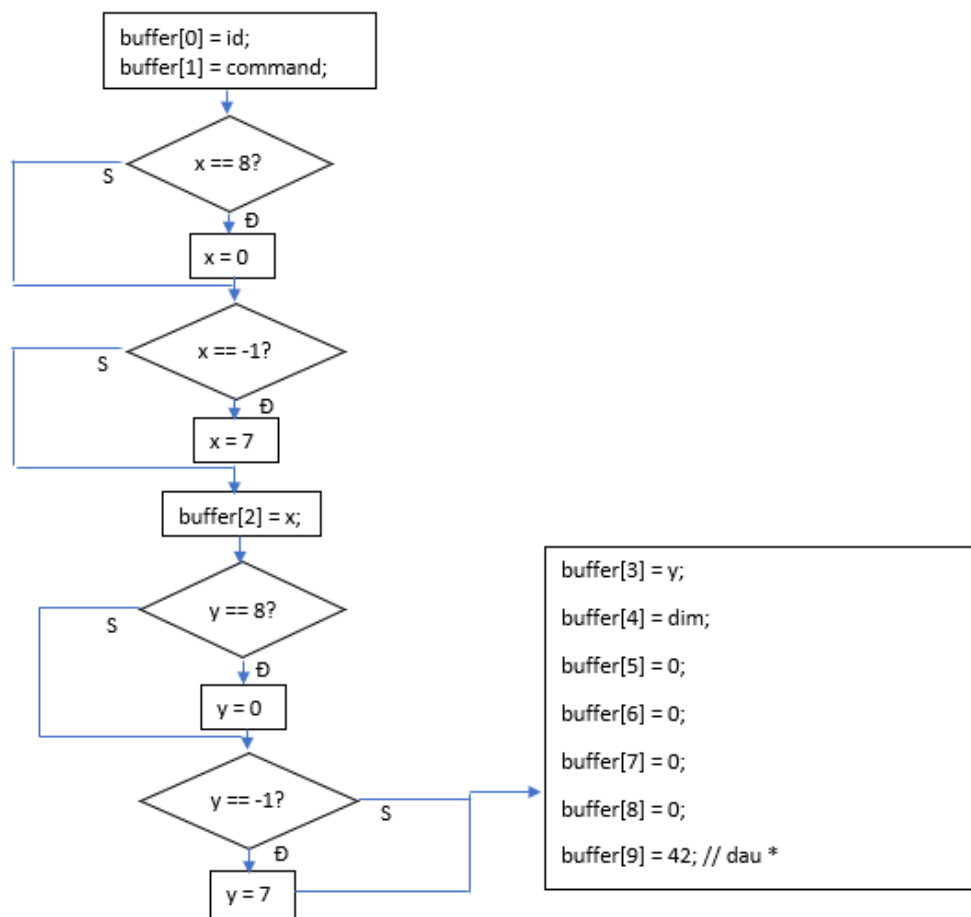 buffer[0] = id;
buffer[1] = command;
x == 8?
S
Đ
x = 0
x == -1?
S
Đ
x = 7
buffer[2] = x;
y == 8?
S
Đ
y = 0
y == -1?
S
Đ
y = 7
buffer[3] = y;
buffer[4] = dim;
buffer[5] = 0;
buffer[6] = 0;
buffer[7] = 0;
buffer[8] = 0;
buffer[9] = 42; // dau *